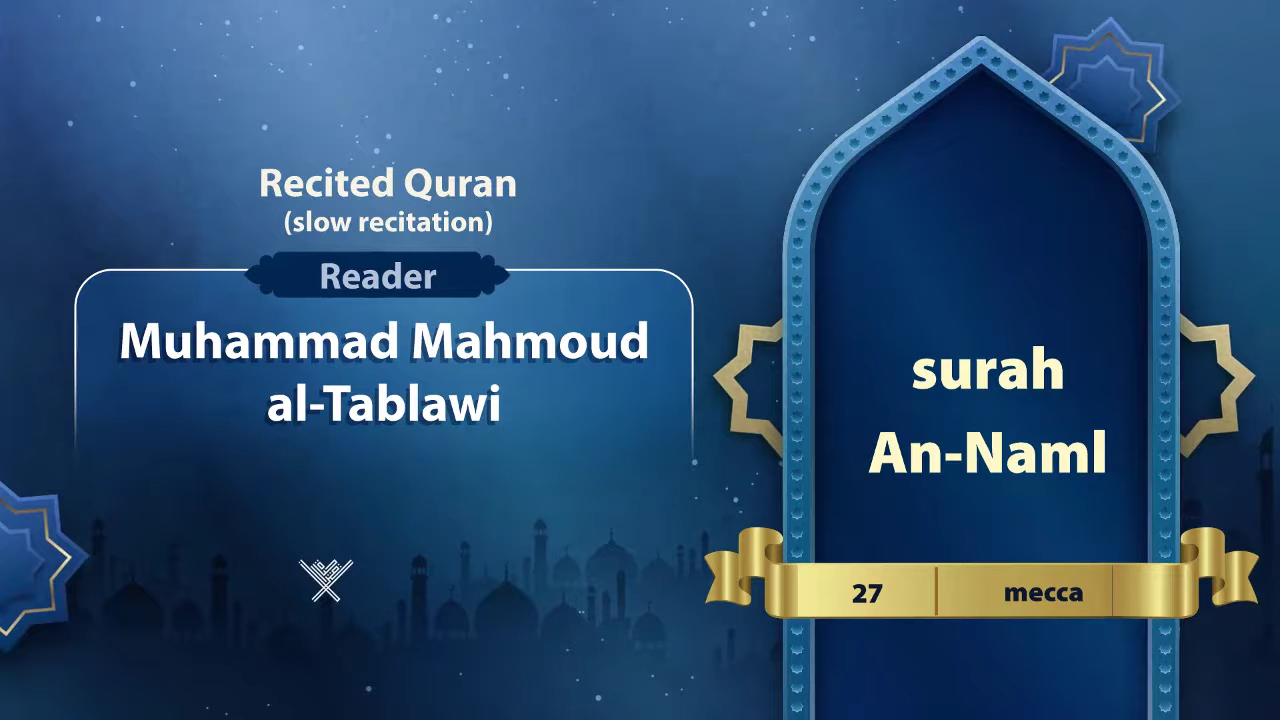 Recited Quran
(slow recitation)
Reader
Muhammad Mahmoud
al-Tablawi
surah
An-Naml
27
mecca